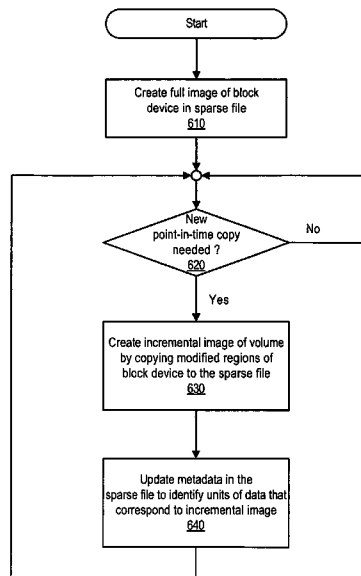 Start
Create full image of block
device in sparse file
610
New
point-in-time copy
needed ?
620
No
Yes
Create incremental image of volume
by copying modified regions of
block device to the sparse file
630
Update metadata in the
sparse file to identify units of data that
correspond to incremental image
640